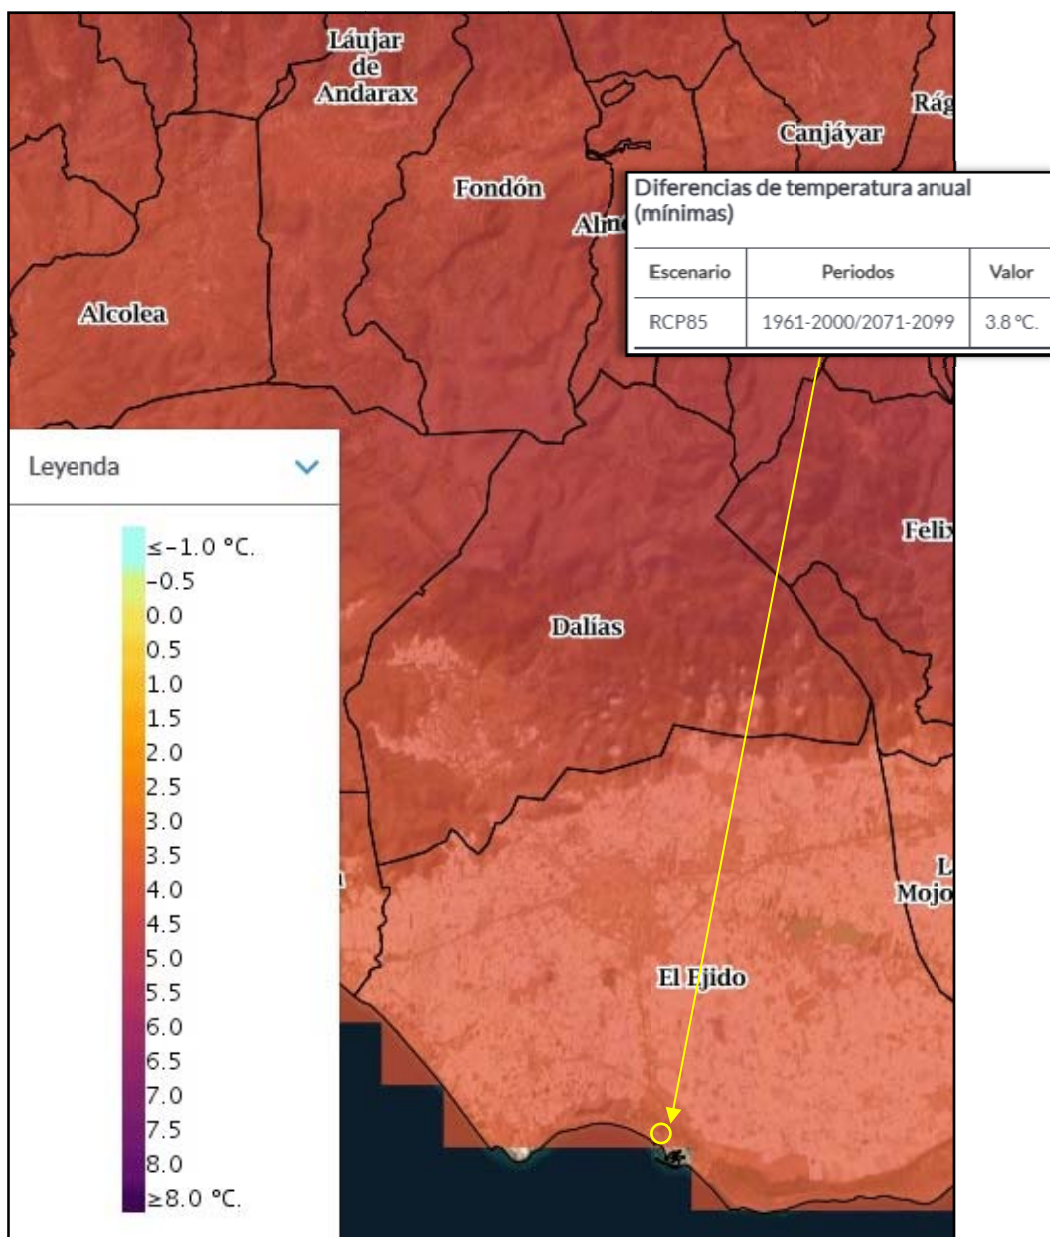 Láujar
de
Andarax
Rág
Canjáyar
Fondón
Diferencias de temperatura anual
(mínimas)
Escenario Periodos Valor
RCP85 1961-2000/2071-2099 3.8 °C.
Alcolea
Leyenda
≤-1.0 °C.
-0.5
0.0
0.5
1.0
1.5
2.0
2.5
3.0
3.5
4.0
4.5
5.0
5.5
6.0
6.5
7.0
7.5
8.0
≥8.0 °C.
Felix
Dalías
L
Mojo
El Ejido